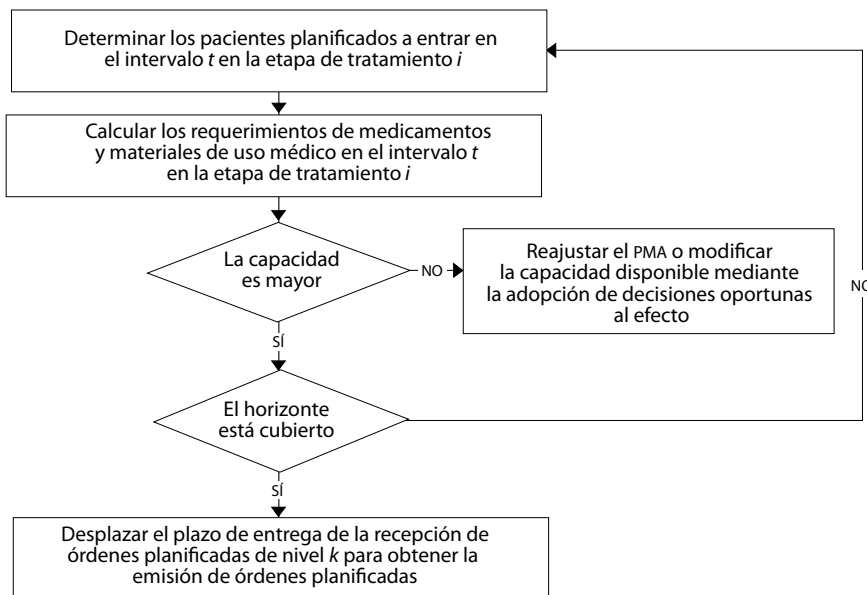 Determinar los pacientes planificados a entrar en
el intervalo t en la etapa de tratamiento i
Calcular los requerimientos de medicamentos
y materiales de uso médico en el intervalo t
en la etapa de tratamiento i
La capacidad
es mayor
NO
Reajustar el PMA o modificar
la capacidad disponible mediante
la adopción de decisiones oportunas
al efecto
NO
SÍ
El horizonte
está cubierto
SÍ
Desplazar el plazo de entrega de la recepción de
órdenes planificadas de nivel k para obtener la
emisión de órdenes planificadas